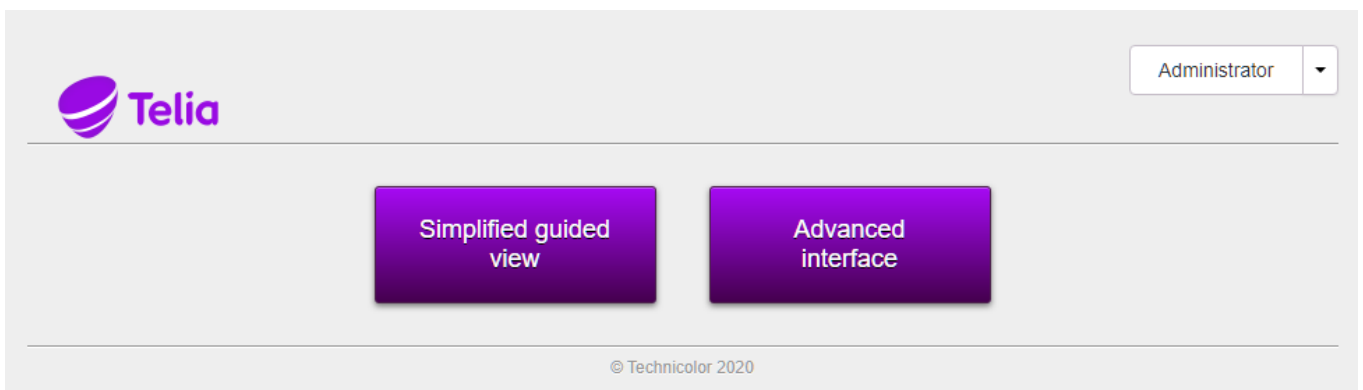 Administrator
Telia
Simplified guided
view
Advanced
interface
© Technicolor 2020